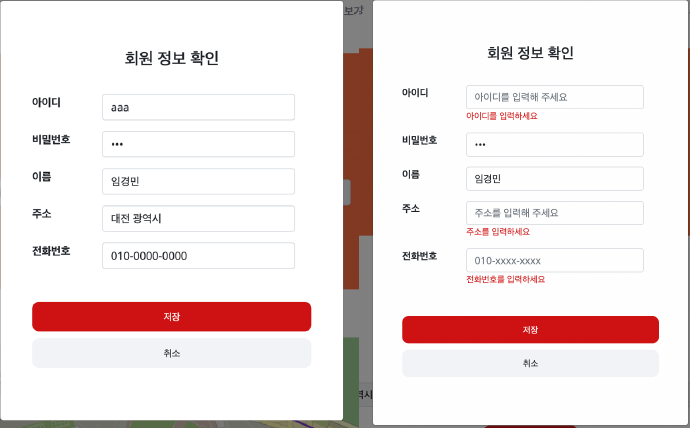 보기
회원 정보 확인
아이디
aaa
비밀번호
•••
이름
임경민
주소
대전 광역시
전화번호
010-0000-0000
저장
취소
회원 정보 확인
아이디
아이디를 입력해 주세요
아이디를 입력하세요
비밀번호
•••
이름
임경민
주소
주소를 입력해 주세요
주소를 입력하세요
전화번호
010-xxxx-xxxx
전화번호를 입력하세요
저장
취소